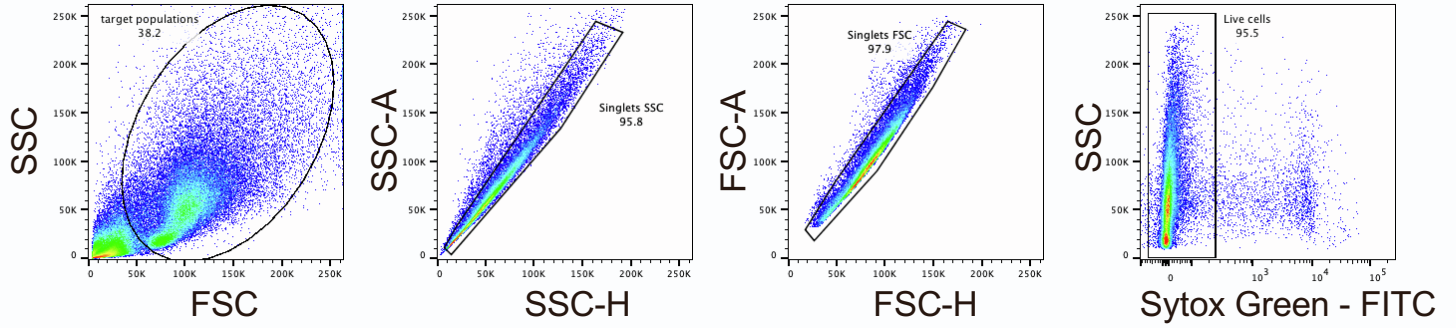 target populations
38.2
250K
200K
150K
100K
50K
0
0
50K
100K
150K
200K
250K
SSC
FSC
Singlets SSC
95.8
250K
200K
150K
100K
50K
0
0
50K
100K
150K
200K
250K
SSC-A
SSC-H
Singlets FSC
97.9
250K
200K
150K
100K
50K
0
0
50K
100K
150K
200K
250K
FSC-A
FSC-H
Live cells
95.5
250K
200K
150K
100K
50K
0
0
10³
10⁴
10⁵
SSC
Sytox Green - FITC